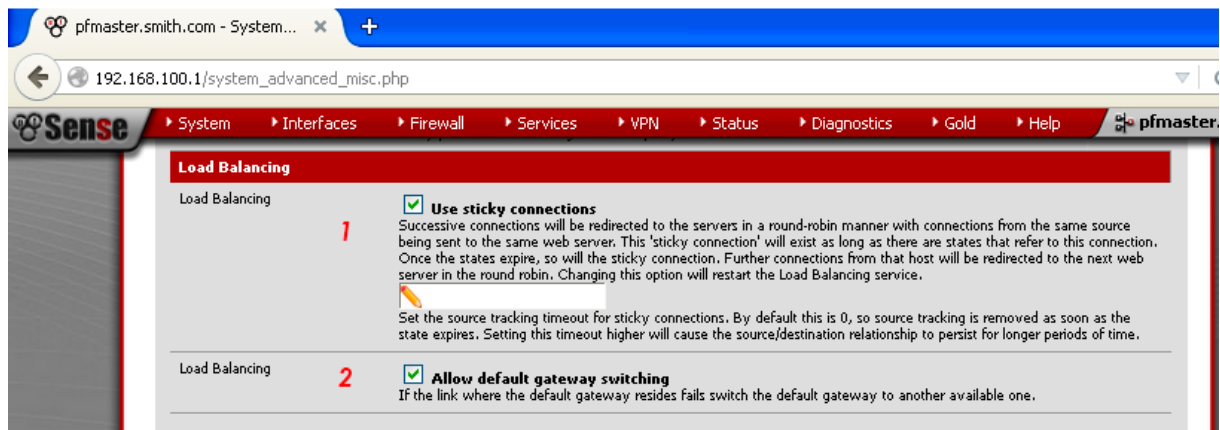 pfmaster.smith.com - System...
192.168.100.1/system_advanced_misc.php
Sense System Interfaces Firewall Services VPN Status Diagnostics Gold Help pfmaster.
Load Balancing
Load Balancing
1
Use sticky connections
Successive connections will be redirected to the servers in a round-robin manner with connections from the same source
being sent to the same web server. This 'sticky connection' will exist as long as there are states that refer to this connection.
Once the states expire, so will the sticky connection. Further connections from that host will be redirected to the next web
server in the round robin. Changing this option will restart the Load Balancing service.
Set the source tracking timeout for sticky connections. By default this is 0, so source tracking is removed as soon as the
state expires. Setting this timeout higher will cause the source/destination relationship to persist for longer periods of time.
Load Balancing
2
Allow default gateway switching
If the link where the default gateway resides fails switch the default gateway to another available one.